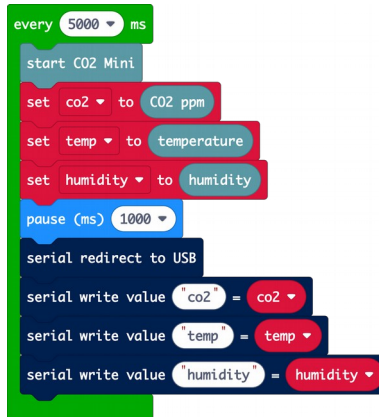 every 5000 ms
start CO2 Mini
set co2 to CO2 ppm
set temp to temperature
set humidity to humidity
pause (ms) 1000
serial redirect to USB
serial write value "co2" = co2
serial write value "temp" = temp
serial write value "humidity" = humidity